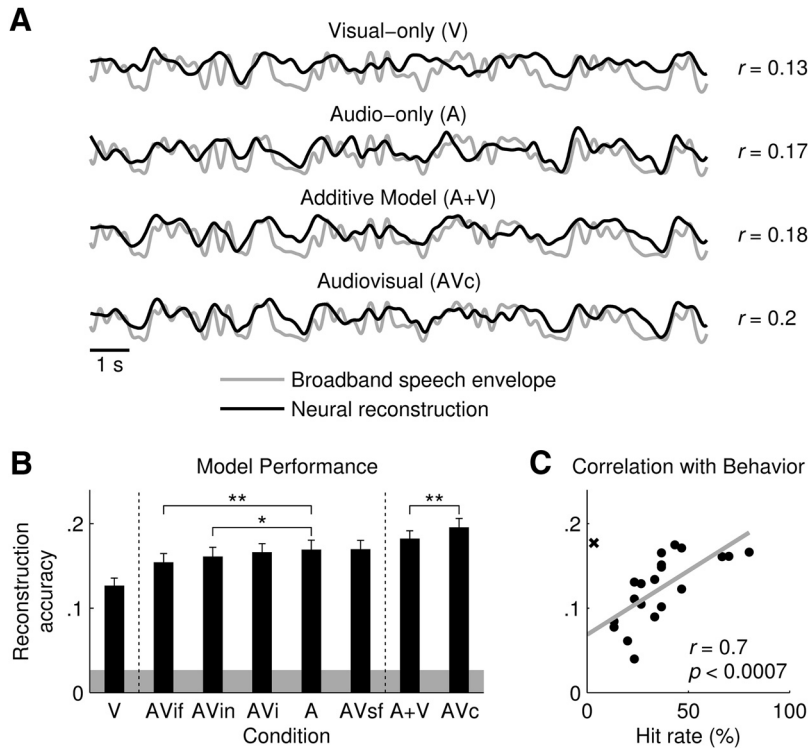 A
Visual−only (V)
r = 0.13
Audio−only (A)
r = 0.17
Additive Model (A+V)
r = 0.18
Audiovisual (AVc)
r = 0.2
1 s
Broadband speech envelope
Neural reconstruction
B
Model Performance
Reconstruction
accuracy
.2
.1
0
**
*
**
V AVif AVin AVi A AVsf A+V AVc
Condition
C
Correlation with Behavior
.2
.1
0
r = 0.7
p < 0.0007
0 50 100
Hit rate (%)